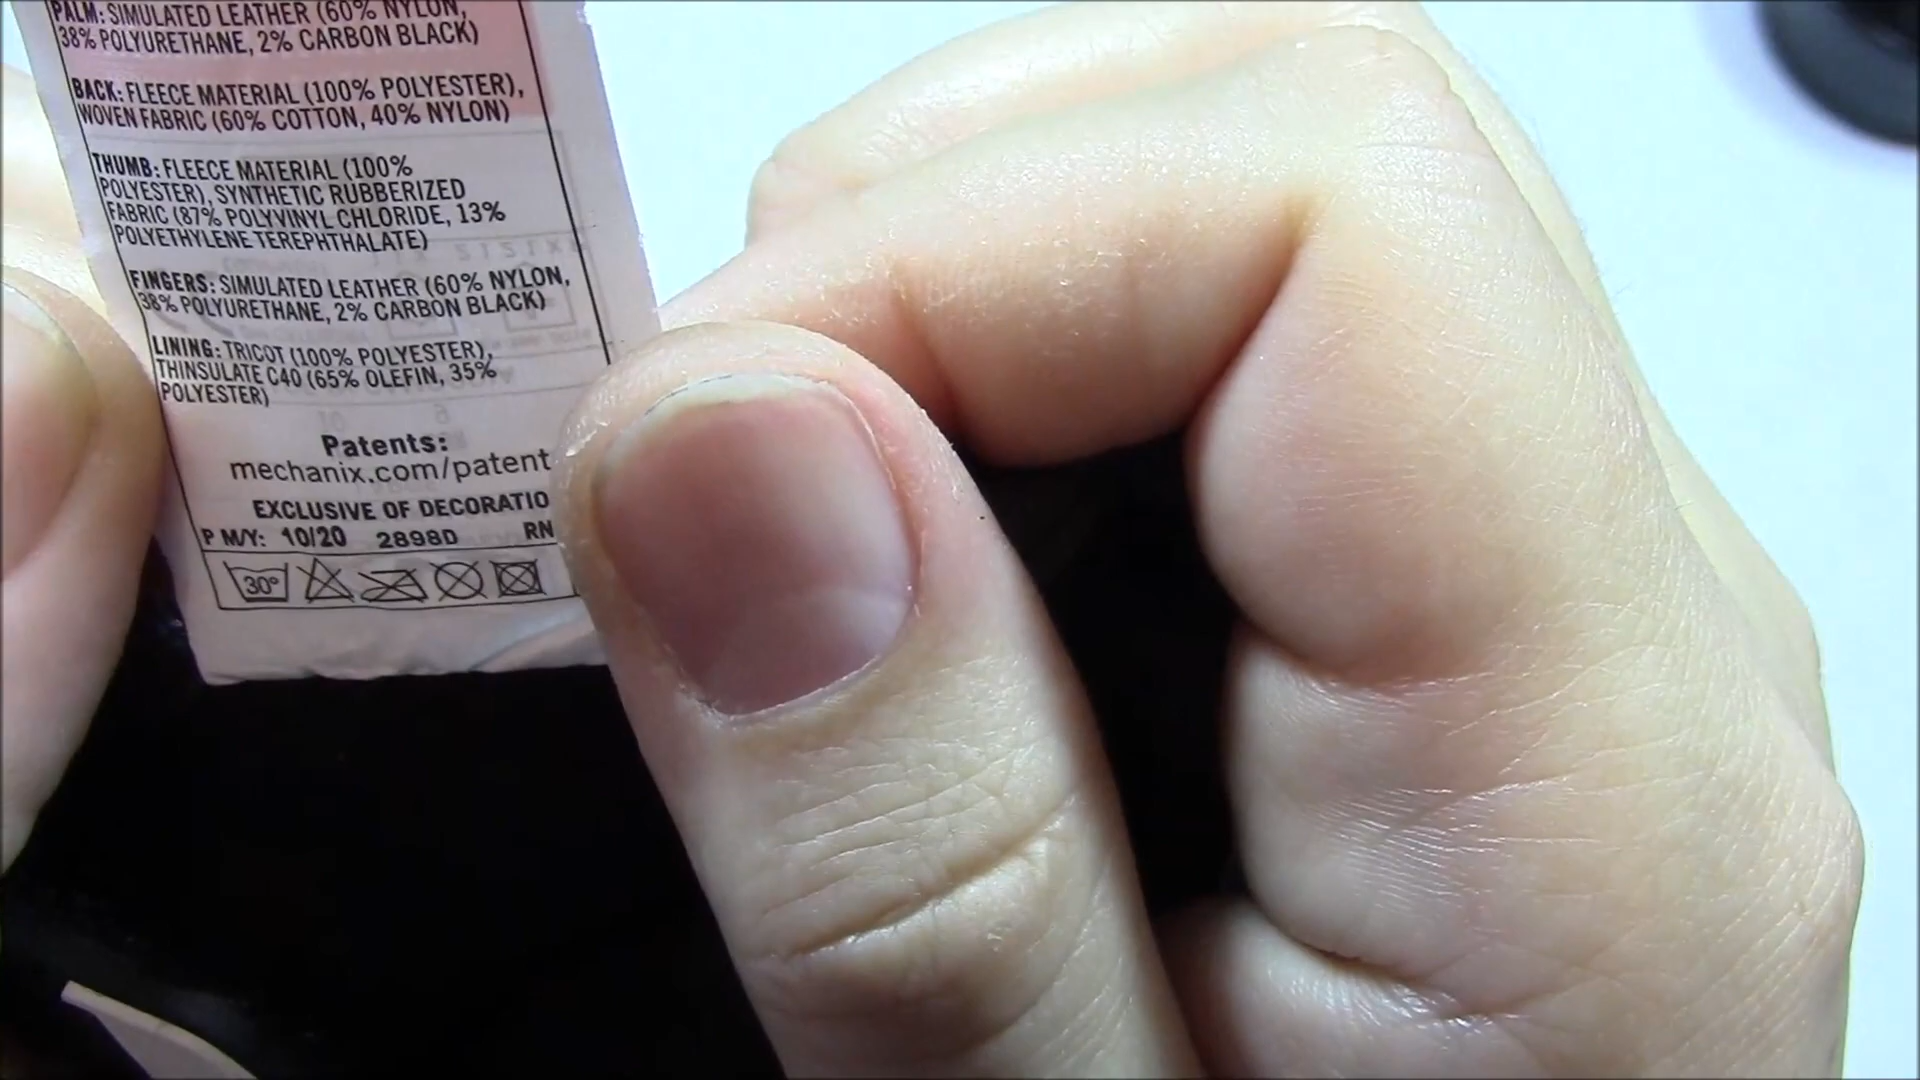 PALM: SIMULATED LEATHER (60% NYLON,
38% POLYURETHANE, 2% CARBON BLACK)
BACK: FLEECE MATERIAL (100% POLYESTER),
WOVEN FABRIC (60% COTTON, 40% NYLON)
THUMB: FLEECE MATERIAL (100%
POLYESTER), SYNTHETIC RUBBERIZED
FABRIC (87% POLYVINYL CHLORIDE, 13%
POLYETHYLENE TEREPHTHALATE)
FINGERS: SIMULATED LEATHER (60% NYLON,
38% POLYURETHANE, 2% CARBON BLACK)
LINING: TRICOT (100% POLYESTER),
THINSULATE C40 (65% OLEFIN, 35%
POLYESTER)
Patents:
mechanix.com/patent
EXCLUSIVE OF DECORATIO
P M/Y: 10/20 2898D RN
30°